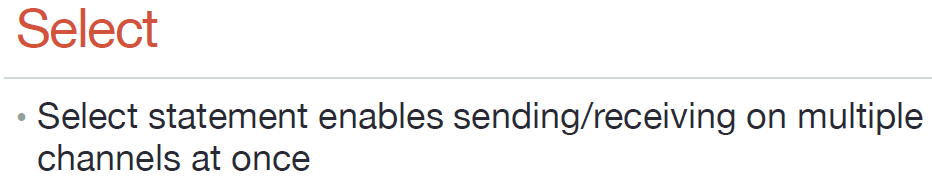 Select
• Select statement enables sending/receiving on multiple
channels at once